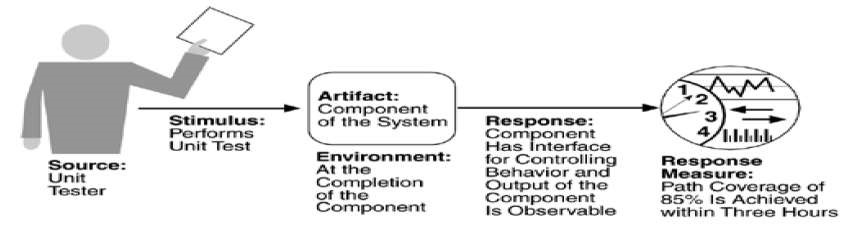 Source:
Unit
Tester
Stimulus:
Performs
Unit Test
Artifact:
Component
of the System
Environment:
At the
Completion
of the
Component
Response:
Component
Has Interface
for Controlling
Behavior and
Output of the
Component
Is Observable
1
2
3
4
Response
Measure:
Path Coverage of
85% Is Achieved
within Three Hours